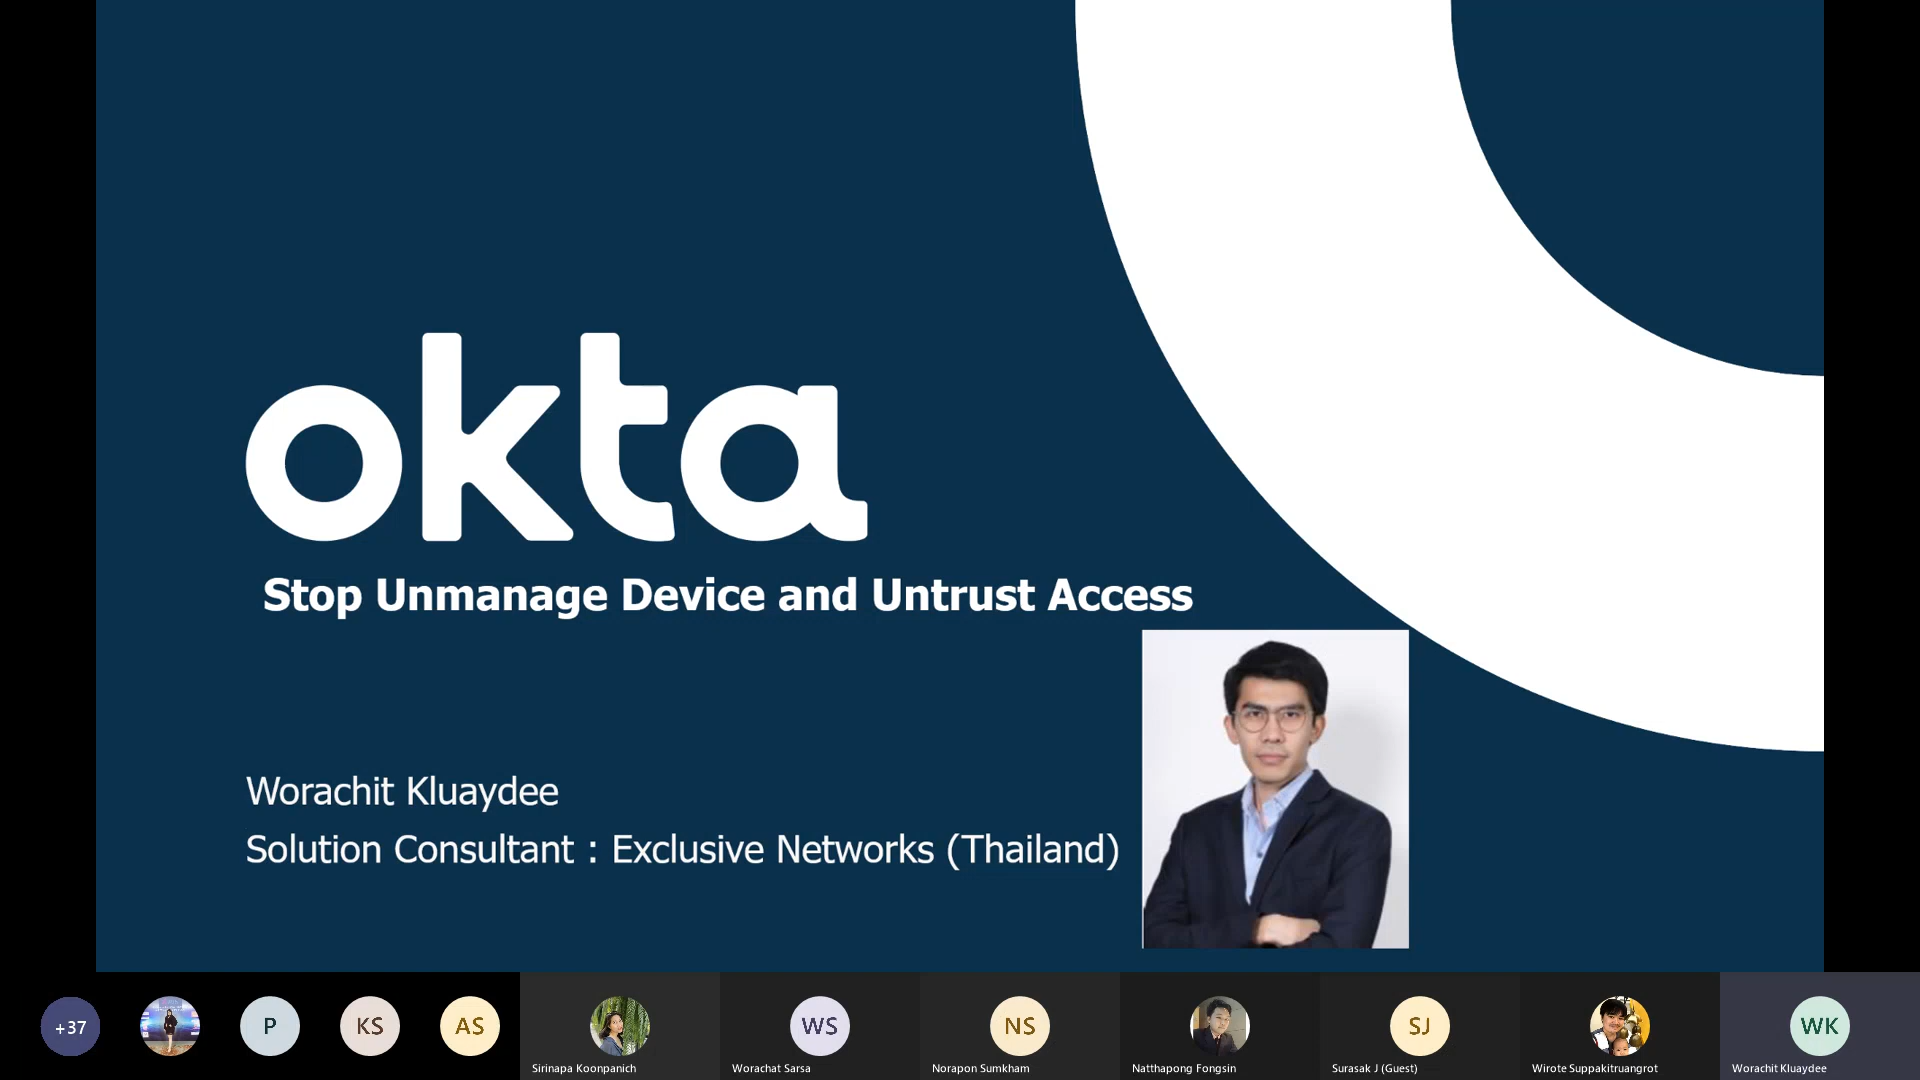 okta
Stop Unmanage Device and Untrust Access
Worachit Kluaydee
Solution Consultant : Exclusive Networks (Thailand)
+37
P
KS
AS
Sirinapa Koonpanich
WS
Worachat Sarsa
NS
Norapon Sumkham
Natthapong Fongsin
SJ
Surasak J (Guest)
Wirote Suppakitruangrot
WK
Worachit Kluaydee